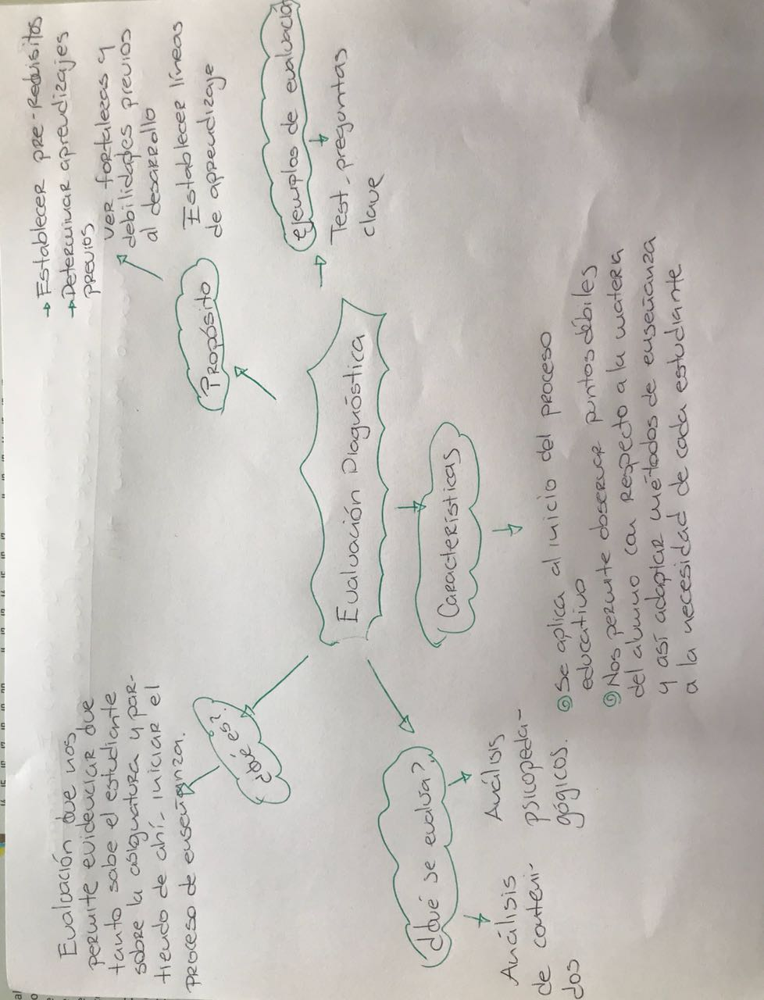 Evaluación que nos
permite evidenciar que
tanto sabe el estudiante
sobre la asignatura y par-
tiendo de ahí, iniciar el
proceso de enseñanza.
¿Qué es?
→ Establecer pre-requisitos
→ Determinar aprendizajes
previos
ver fortalezas y
debilidades previos
al desarrollo
Establecer líneas
de aprendizaje
Propósito
ejemplos de evaluación
Test, preguntas
clave
Evaluación Diagnóstica
Características
Se aplica al inicio del proceso
educativo
Nos permite observar puntos débiles
del alumno con respecto a la materia
y así adaptar métodos de enseñanza
a la necesidad de cada estudiante
¿Qué se evalúa?
Análisis
de conteni-
dos
Análisis
psicopeda-
gógicos.